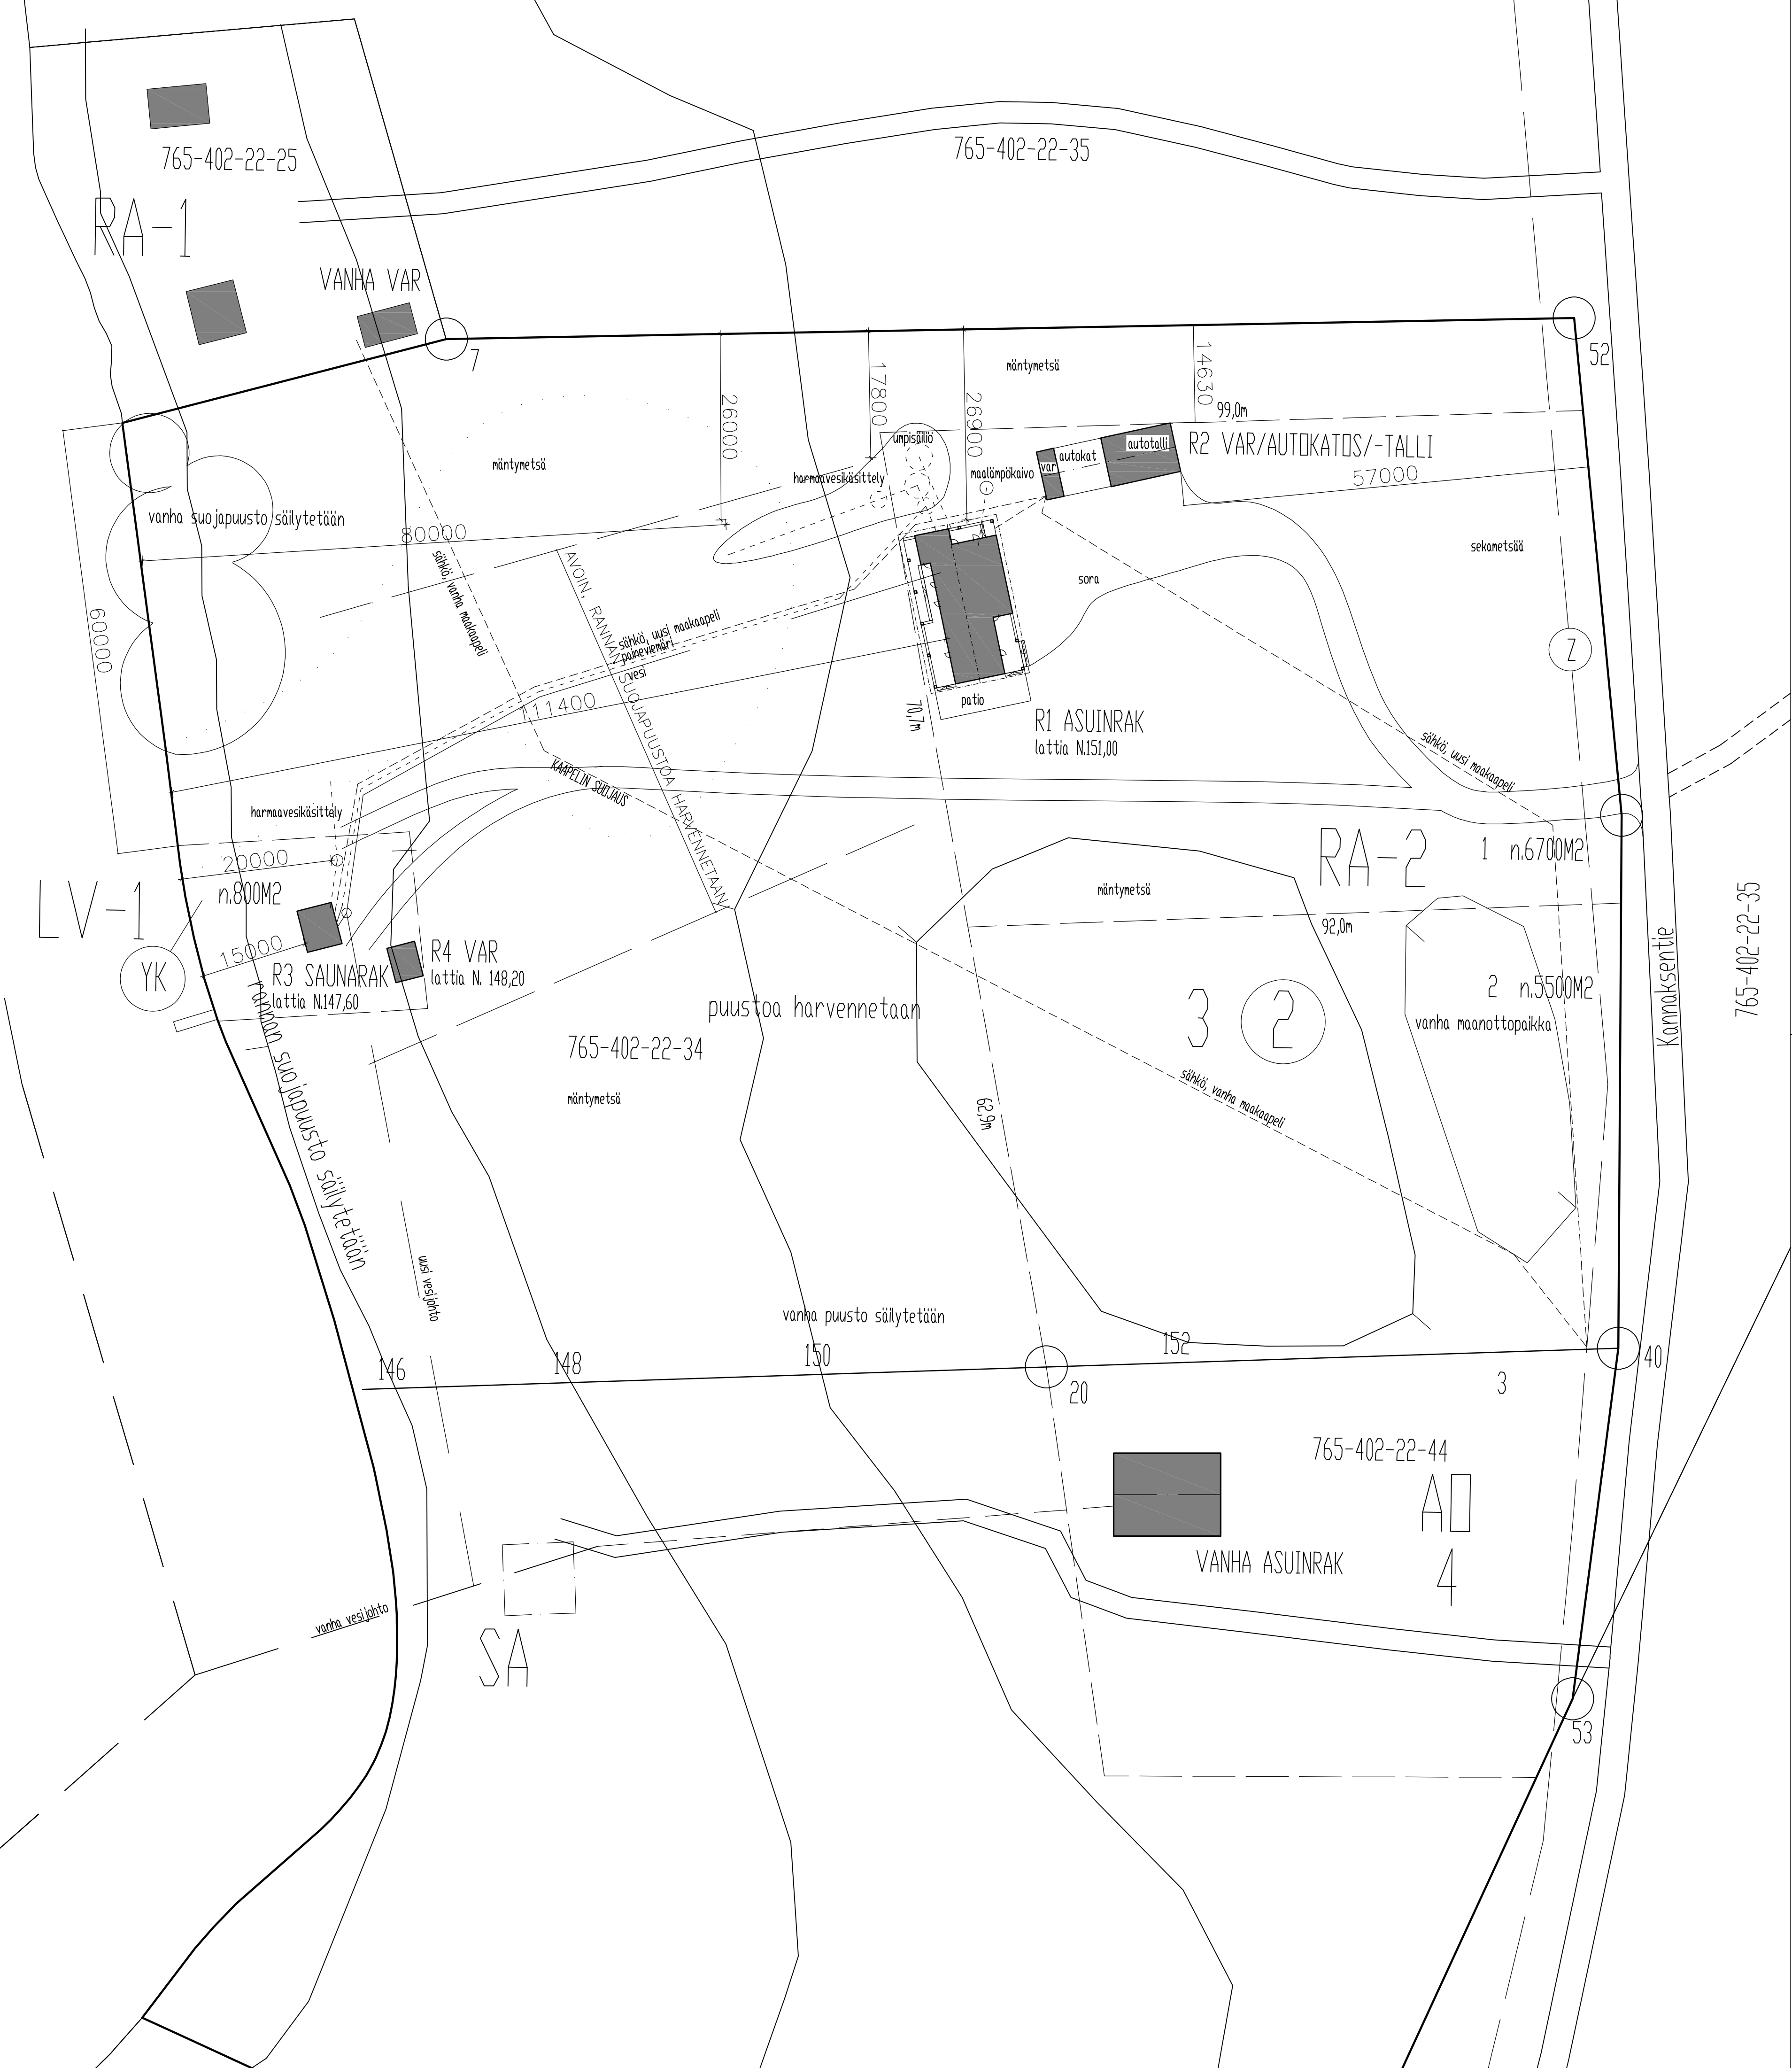 765-402-22-25
765-402-22-35
RA-1
VANHA VAR
7
52
mäntymetsä
14630
17800
26000
26900
99,0m
umpisäiliö
autotalli
R2 VAR/AUTOKATOS/-TALLI
autokat
var
mäntymetsä
harmaavesikäsittely
maalämpökaivo
57000
vanha suojapuusto säilytetään
80000
sekametsää
sähkö, vanha maakaapeli
AVOIN, RANNAN SUOJAPUUSTOA HARVENNETAAN
sora
60000
sähkö, uusi maakaapeli
paineviemäri
vesi
Z
111400
patio
70,7m
R1 ASUINRAK
lattia N.151,00
sähkö, uusi maakaapeli
KAAPELIN SUOJAUS
harmaavesikäsittely
RA-2
1 n.6700M2
20000
n.800M2
LV-1
mäntymetsä
92,0m
765-402-22-35
Kannaksentie
15000
YK
R3 SAUNARAK
lattia N.147,60
R4 VAR
lattia N. 148,20
2 n.5500M2
vanha maanottopaikka
puustoa harvennetaan
3 2
765-402-22-34
mäntymetsä
rannan suojapuusto säilytetään
62,9m
sähkö, vanha maakaapeli
uusi vesijohto
vanha puusto säilytetään
146
148
150
152
20
3
40
765-402-22-44
AO
4
VANHA ASUINRAK
vanha vesijohto
SA
53